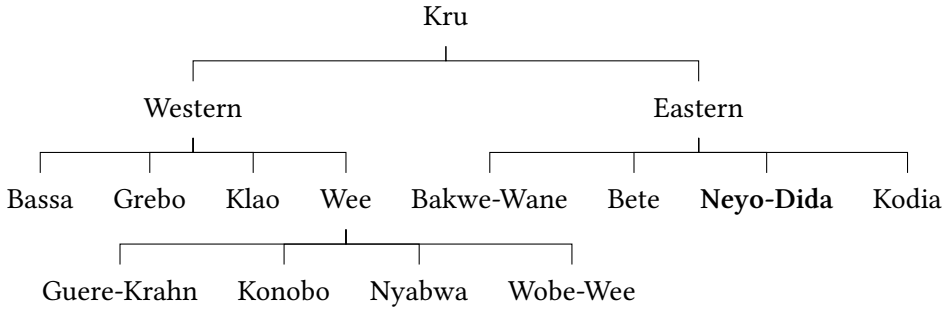 Kru
Western Eastern
Bassa Grebo Klao Wee Bakwe-Wane Bete Neyo-Dida Kodia
Guere-Krahn Konobo Nyabwa Wobe-Wee